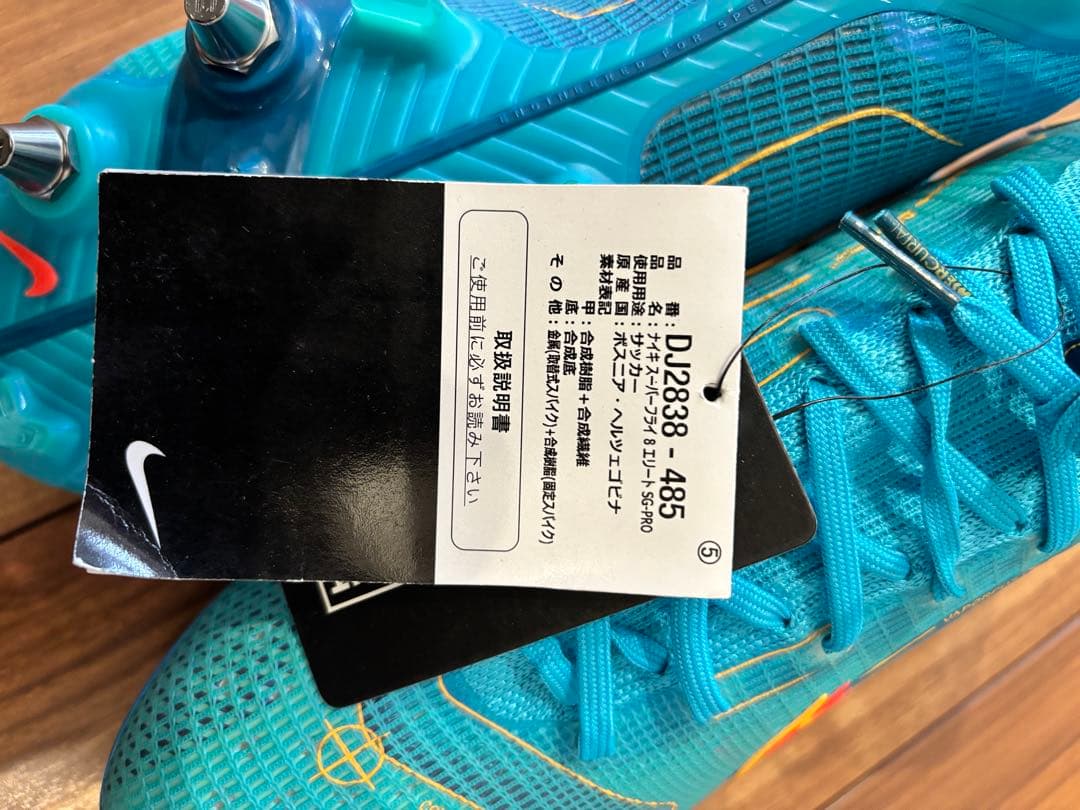 品番：DJ2838 - 485
品名：ナイキ スーパーフライ 8 エリート SG-PRO
使用用途：サッカー
原産国：ボスニア・ヘルツェゴビナ
素材表記
甲：合成樹脂＋合成繊維
底：合成底
その他：金属(取替式スパイク)＋合成樹脂(固定スパイク)
取扱説明書
ご使用前に必ずお読み下さい
⑤
MERCURIAL
FOR SPEE